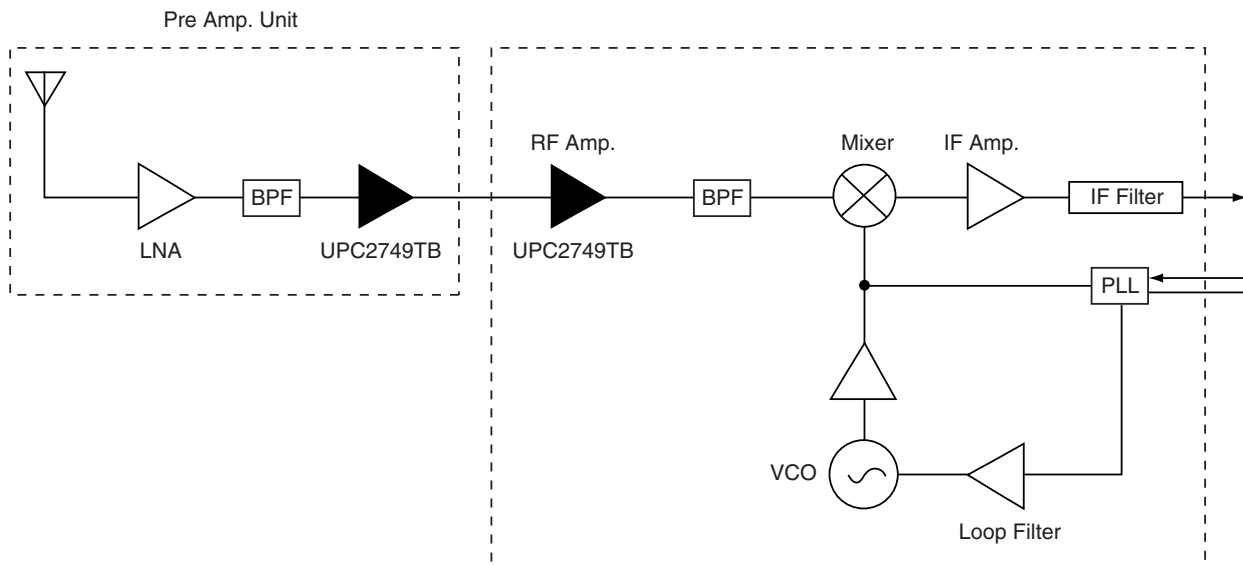 Pre Amp. Unit
RF Amp.
Mixer
IF Amp.
BPF
BPF
IF Filter
LNA
UPC2749TB
UPC2749TB
PLL
VCO
Loop Filter